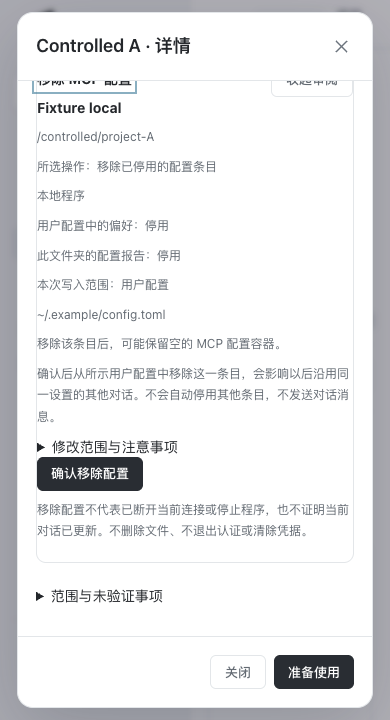 Controlled A · 详情
移除 MCP 配置
收起审阅
Fixture local
/controlled/project-A
所选操作：移除已停用的配置条目
本地程序
用户配置中的偏好：停用
此文件夹的配置报告：停用
本次写入范围：用户配置
~/.example/config.toml
移除该条目后，可能保留空的 MCP 配置容器。
确认后从所示用户配置中移除这一条，会影响以后沿用同
一设置的其他对话。不会自动停用其他条目，不发送对话消
息。
修改范围与注意事项
确认移除配置
移除配置不代表已断开当前连接或停止程序，也不证明当前
对话已更新。不删除文件、不退出认证或清除凭据。
范围与未验证事项
关闭
准备使用